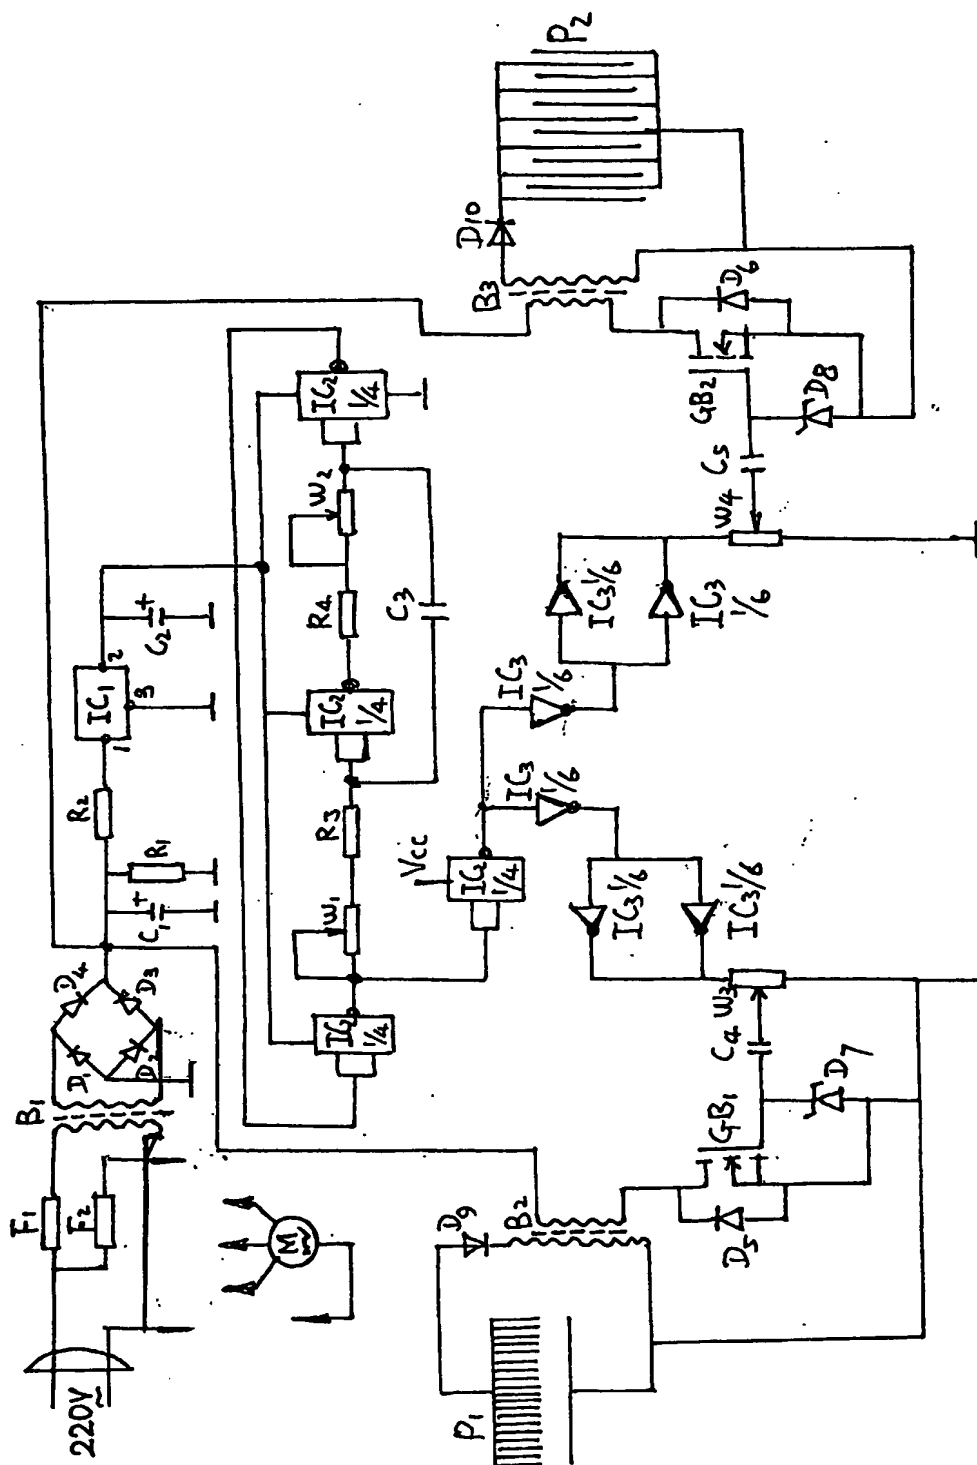 220V~
F1
F2
B1
D1
D2
D4
D3
C1
+
R1
R2
1
IC1
2
3
C2
+
M
IC2
1/4
W1
R3
IC2
1/4
R4
W2
IC2
1/4
C3
Vcc
IC2
1/4
IC3
1/6
IC3
1/6
IC3 1/6
IC3 1/6
IC3 1/6
IC3
1/6
P1
D9
B2
D5
GB1
C4
W3
D7
W4
C5
GB2
D8
D6
B3
D10
P2